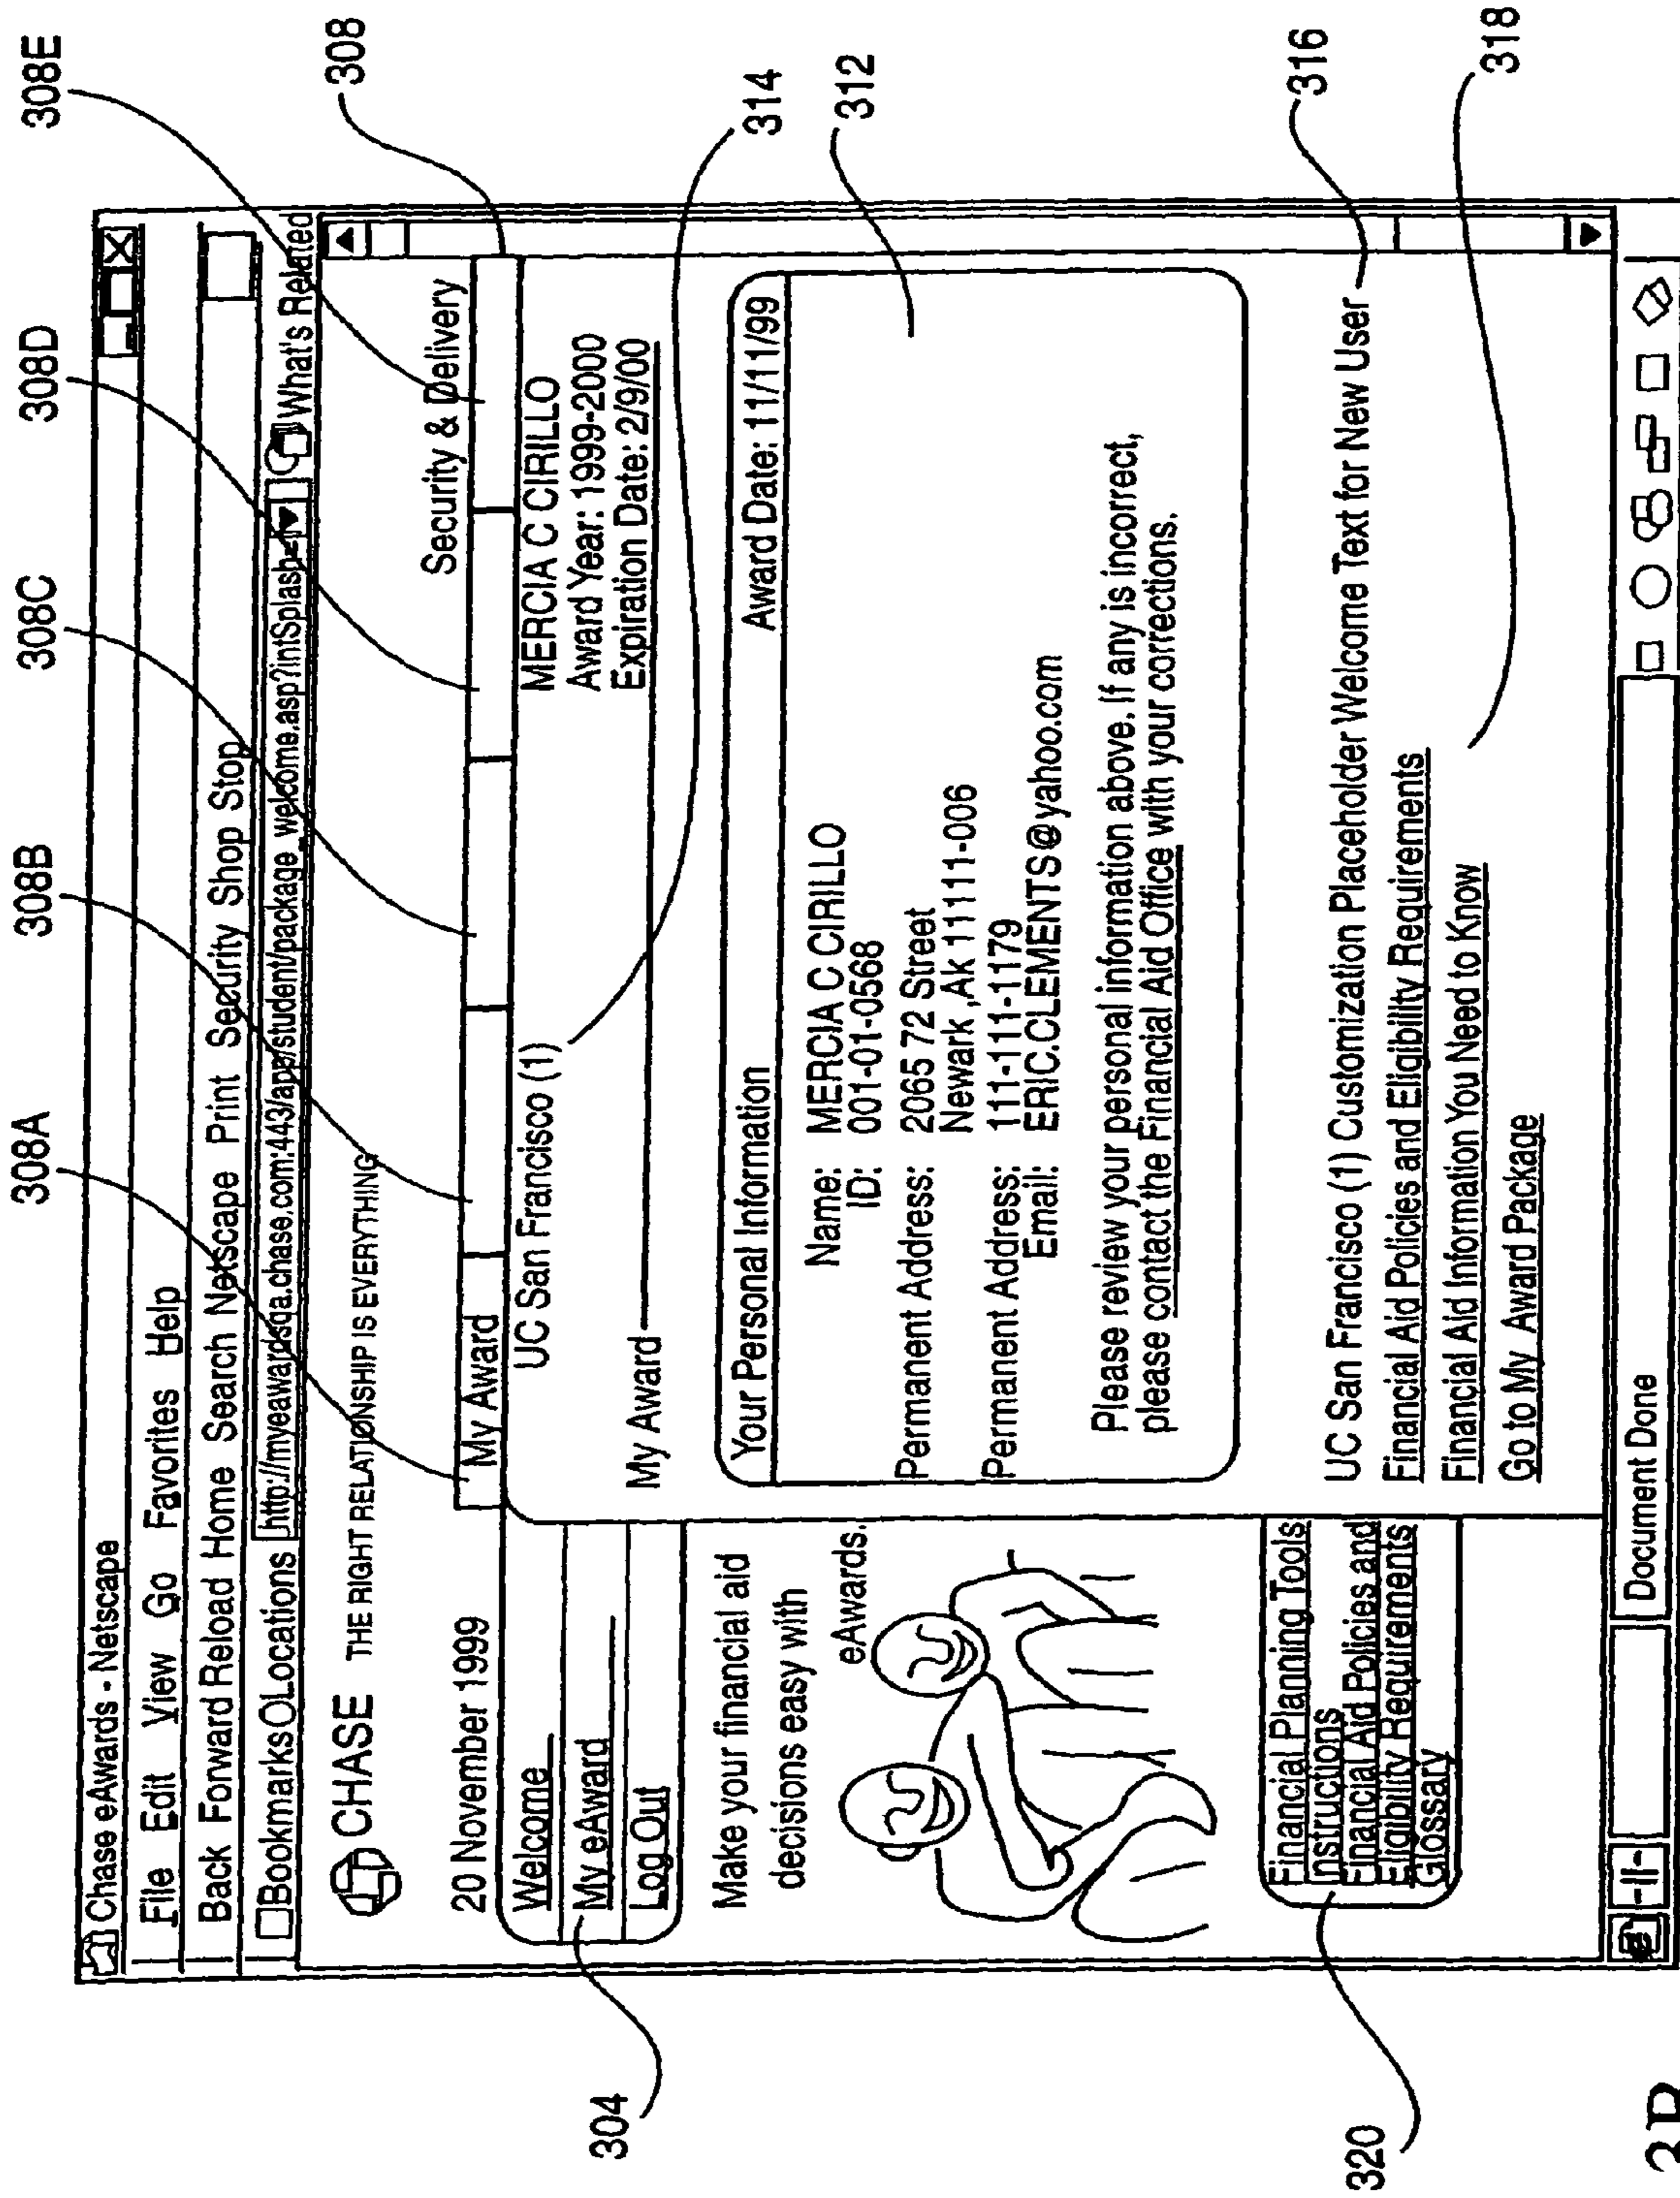 308A
308B
308C
308D
308E
Chase eAwards - Netscape
File Edit View Go Favorites Help
Back Forward Reload Home Search Netscape Print Security Shop Stop
Bookmarks Locations http://myeawardsqa.chase.com:443/app/student/package_welcome.asp?intSplash=1 What's Related
CHASE THE RIGHT RELATIONSHIP IS EVERYTHING
308
Security & Delivery
20 November 1999
My Award
Welcome
My eAward
Log Out
304
UC San Francisco (1)
MERCIA C CIRILLO
Award Year: 1999-2000
Expiration Date: 2/9/00
My Award
314
Make your financial aid
decisions easy with
eAwards.
Your Personal Information Award Date: 11/11/99
312
Name: MERCIA C CIRILLO
ID: 001-01-0568
Permanent Address: 2065 72 Street
Newark ,Ak 11111-006
Permanent Address: 111-111-1179
Email: ERIC.CLEMENTS@yahoo.com
Please review your personal information above. If any is incorrect,
please contact the Financial Aid Office with your corrections.
Financial Planning Tools
Instructions
Financial Aid Policies and
Eligibility Requirements
Glossary
320
UC San Francisco (1) Customization Placeholder Welcome Text for New User
316
Financial Aid Policies and Eligibility Requirements
Financial Aid Information You Need to Know
Go to My Award Package
318
Document Done